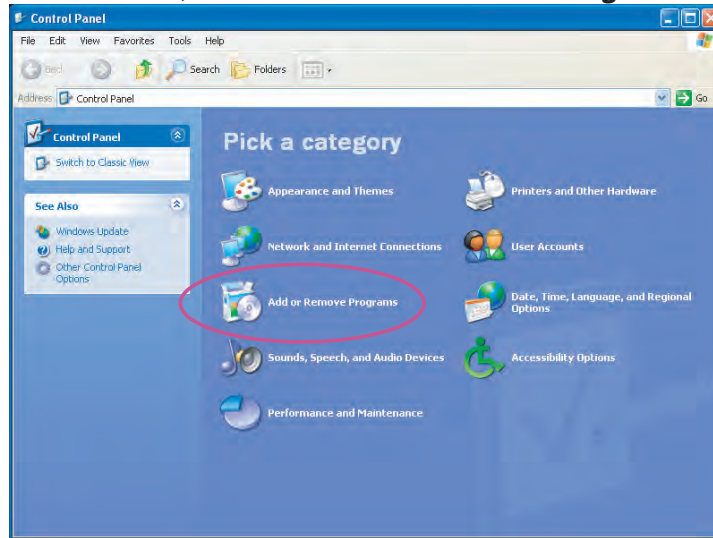 Control Panel
File Edit View Favorites Tools Help
Back Search Folders
Address Control Panel Go
Control Panel
Switch to Classic View
See Also
Windows Update
Help and Support
Other Control Panel
Options
Pick a category
Appearance and Themes
Printers and Other Hardware
Network and Internet Connections
User Accounts
Add or Remove Programs
Date, Time, Language, and Regional
Options
Sounds, Speech, and Audio Devices
Accessibility Options
Performance and Maintenance